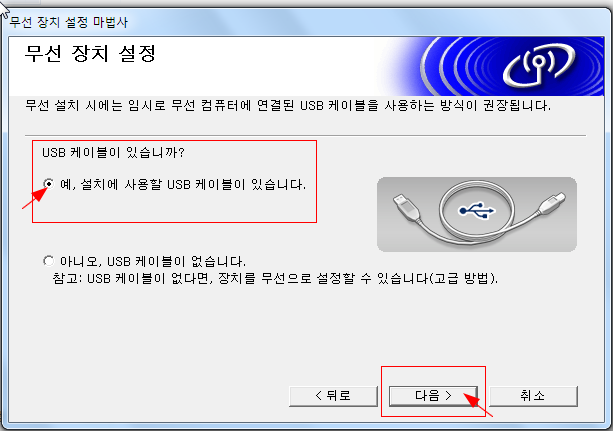 무선 장치 설정 마법사
무선 장치 설정
무선 설치 시에는 임시로 무선 컴퓨터에 연결된 USB 케이블을 사용하는 방식이 권장됩니다.
USB 케이블이 있습니까?
예, 설치에 사용할 USB 케이블이 있습니다.
아니오, USB 케이블이 없습니다.
참고: USB 케이블이 없다면, 장치를 무선으로 설정할 수 있습니다(고급 방법).
< 뒤로
다음 >
취소